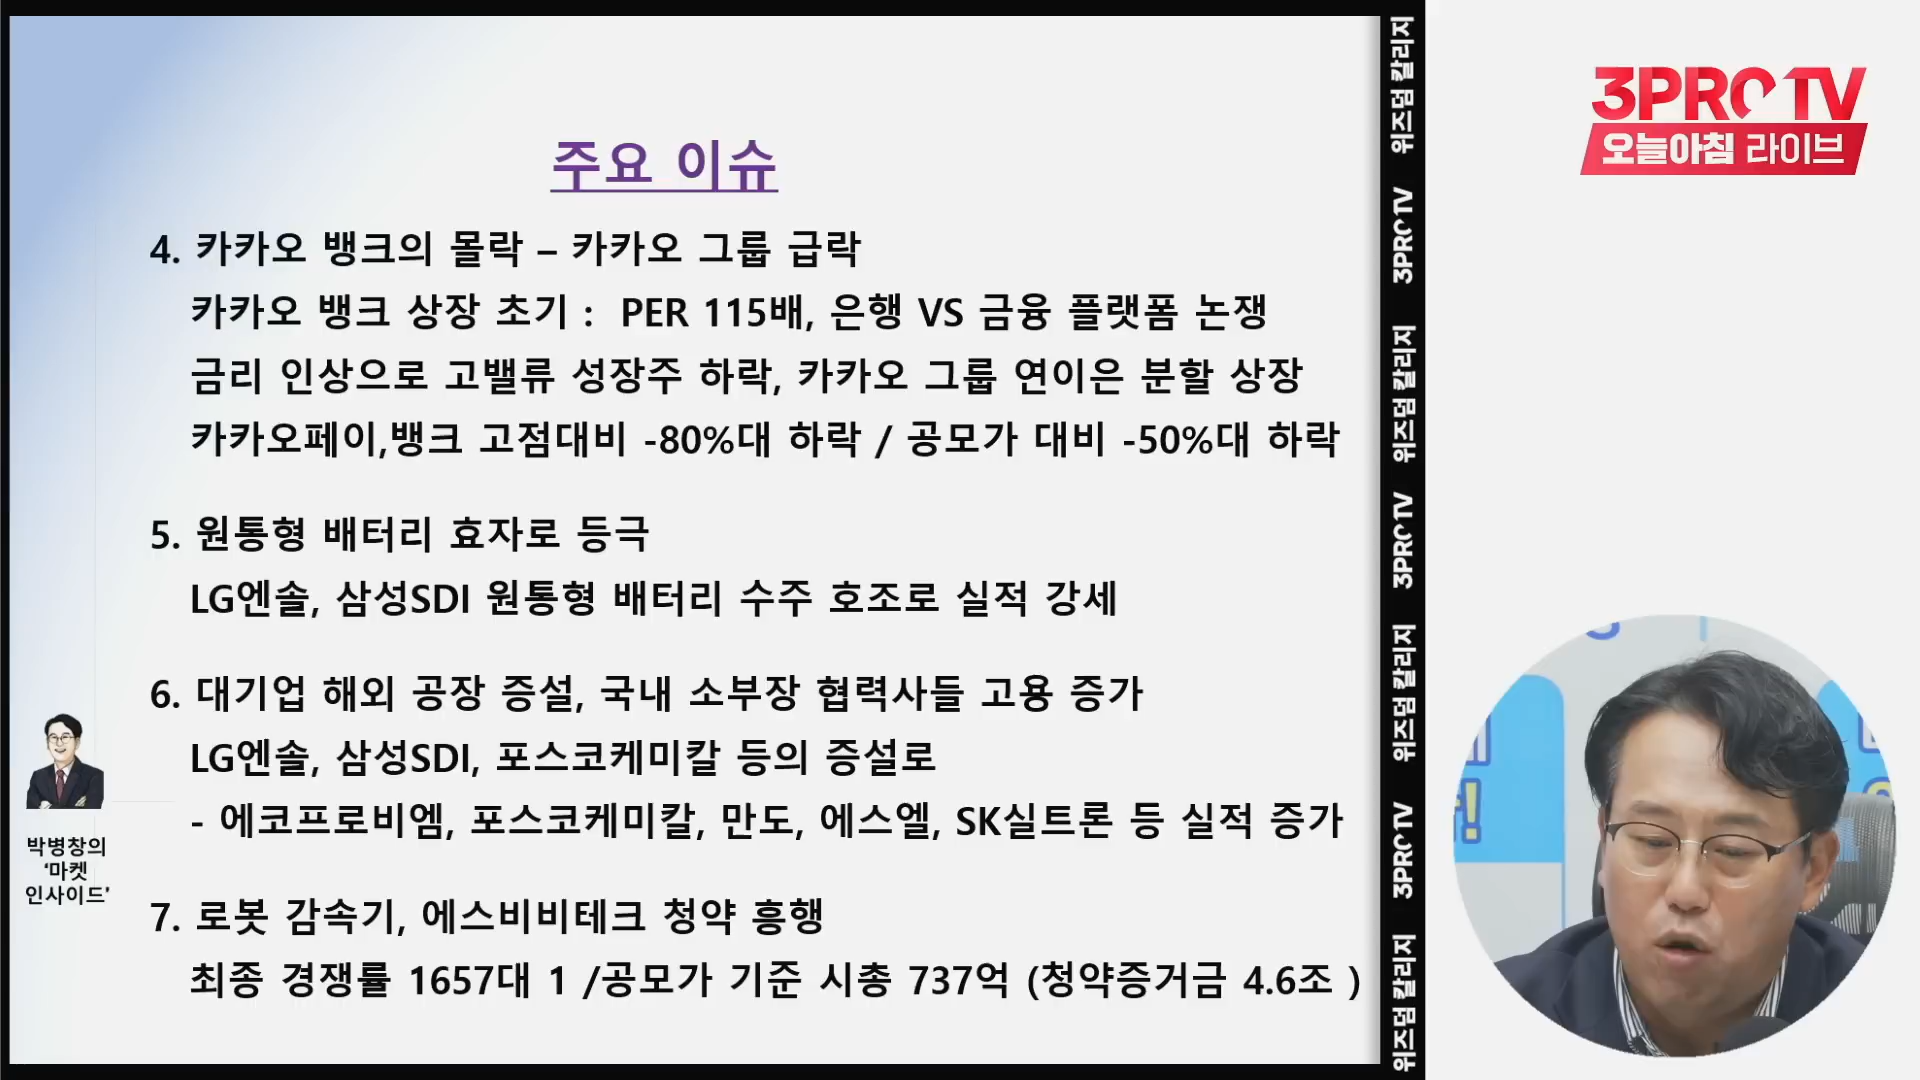 주요 이슈
4. 카카오 뱅크의 몰락 – 카카오 그룹 급락
카카오 뱅크 상장 초기 : PER 115배, 은행 VS 금융 플랫폼 논쟁
금리 인상으로 고밸류 성장주 하락, 카카오 그룹 연이은 분할 상장
카카오페이,뱅크 고점대비 -80%대 하락 / 공모가 대비 -50%대 하락
5. 원통형 배터리 효자로 등극
LG엔솔, 삼성SDI 원통형 배터리 수주 호조로 실적 강세
6. 대기업 해외 공장 증설, 국내 소부장 협력사들 고용 증가
LG엔솔, 삼성SDI, 포스코케미칼 등의 증설로
- 에코프로비엠, 포스코케미칼, 만도, 에스엘, SK실트론 등 실적 증가
7. 로봇 감속기, 에스비비테크 청약 흥행
최종 경쟁률 1657대 1 /공모가 기준 시총 737억 (청약증거금 4.6조 )
박병창의
‘마켓
인사이드’
위즈덤 칼리지
3PROTV
위즈덤 칼리지
3PROTV
위즈덤 칼리지
3PROTV
위즈덤 칼리지
3PROTV
오늘아침 라이브